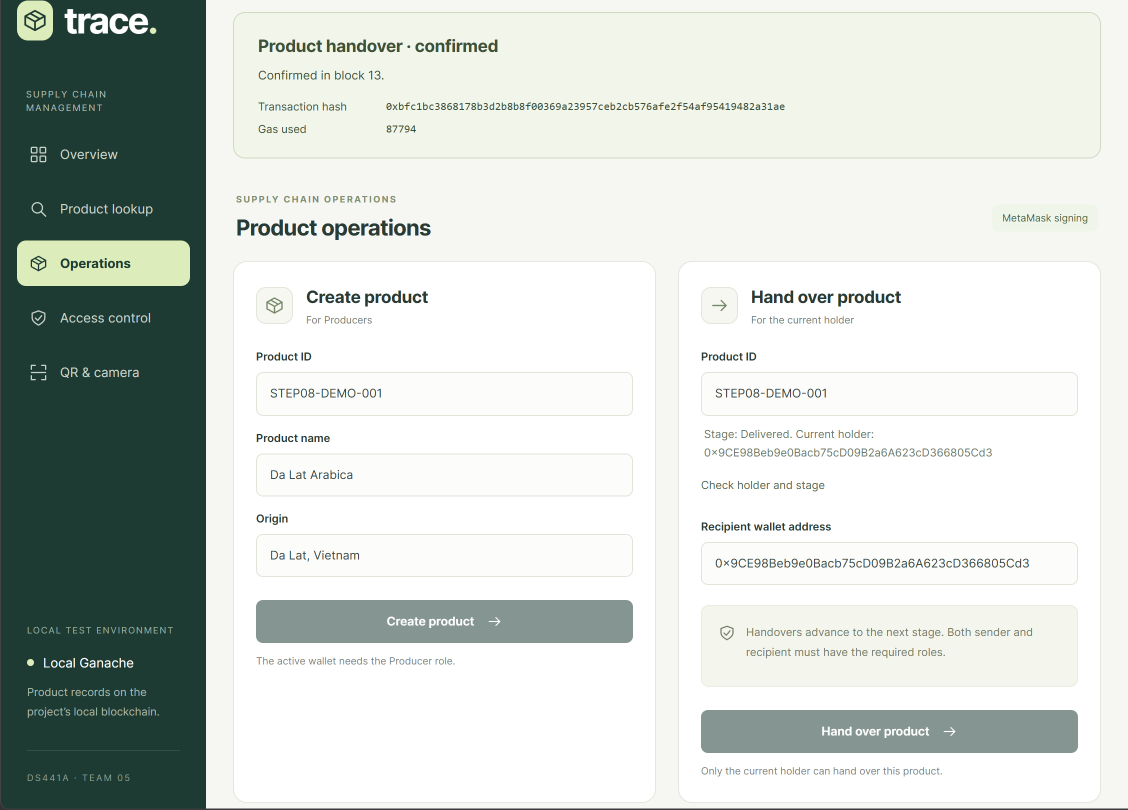 trace.
SUPPLY CHAIN
MANAGEMENT
Overview
Product lookup
Operations
Access control
QR & camera
LOCAL TEST ENVIRONMENT
Local Ganache
Product records on the
project's local blockchain.
DS441A · TEAM 05
Product handover · confirmed
Confirmed in block 13.
Transaction hash 0xbfc1bc3868178b3d2b8b8f00369a23957ceb2cb576afe2f54af95419482a31ae
Gas used 87794
SUPPLY CHAIN OPERATIONS
Product operations
MetaMask signing
Create product
For Producers
Product ID
STEP08-DEMO-001
Product name
Da Lat Arabica
Origin
Da Lat, Vietnam
Create product →
The active wallet needs the Producer role.
Hand over product
For the current holder
Product ID
STEP08-DEMO-001
Stage: Delivered. Current holder:
0×9CE98Beb9e0Bacb75cD09B2a6A623cD366805Cd3
Check holder and stage
Recipient wallet address
0×9CE98Beb9e0Bacb75cD09B2a6A623cD366805Cd3
Handovers advance to the next stage. Both sender and
recipient must have the required roles.
Hand over product →
Only the current holder can hand over this product.